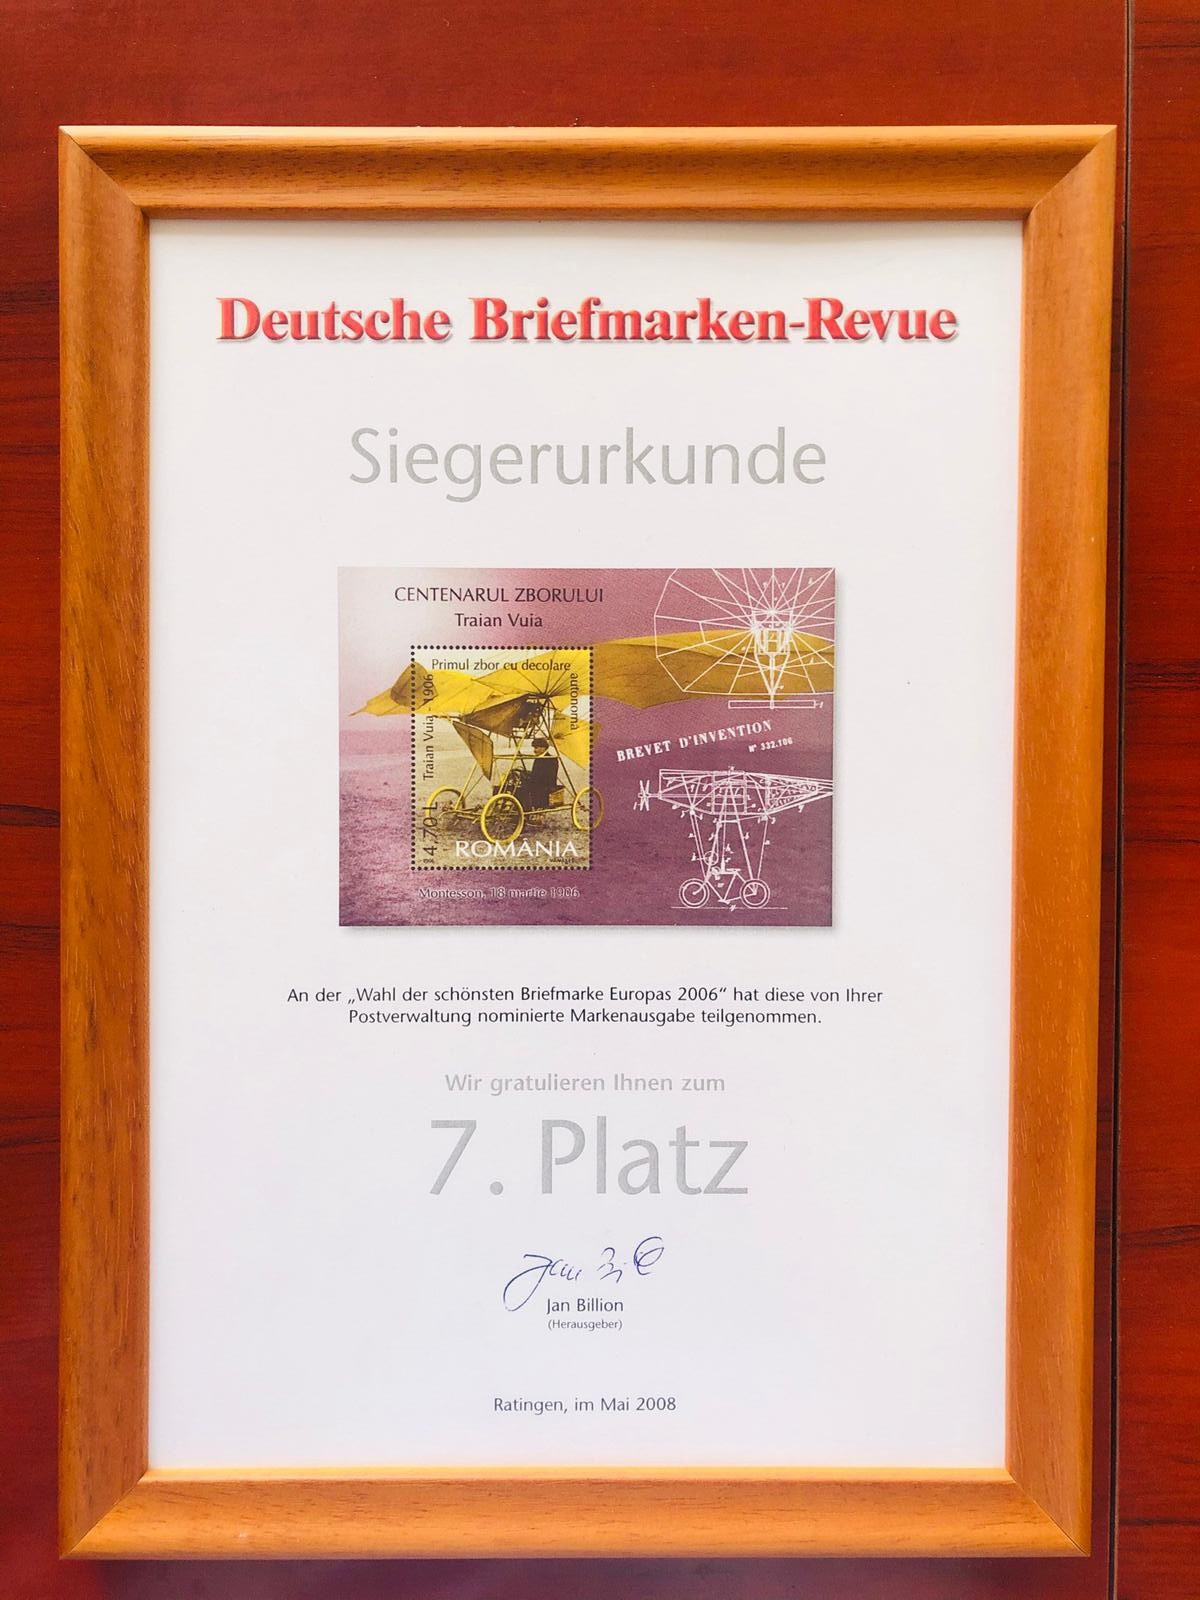 Deutsche Briefmarken-Revue
Siegerurkunde
CENTENARUL ZBORULUI
Traian Vuia
Primul zbor cu decolare
autonoma
Traian Vuia - 1906
4,70 L
ROMÂNIA
Montesson, 18 martie 1906
BREVET D'INVENTION
N° 332.106
An der „Wahl der schönsten Briefmarke Europas 2006“ hat diese von Ihrer
Postverwaltung nominierte Markenausgabe teilgenommen.
Wir gratulieren Ihnen zum
7. Platz
Jan Billion
(Herausgeber)
Ratingen, im Mai 2008